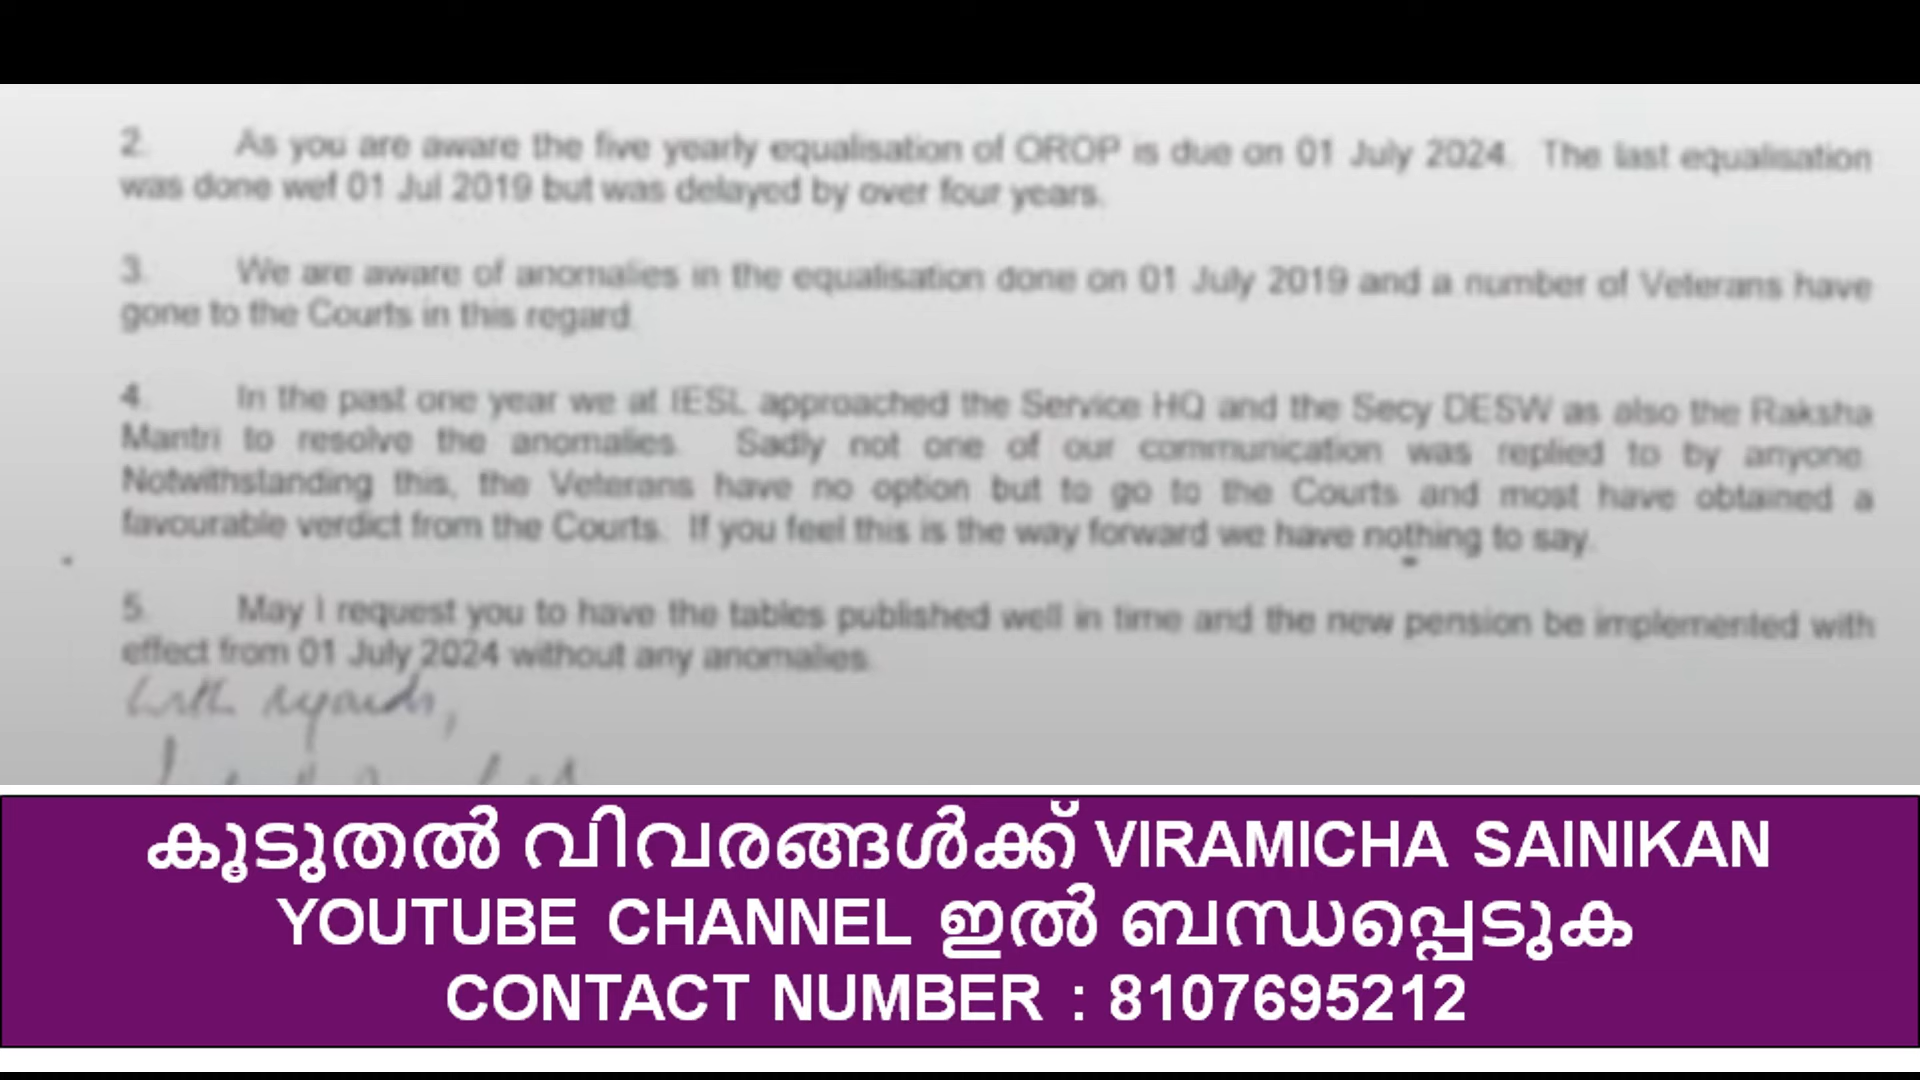 2. As you are aware the five yearly equalisation of OROP is due on 01 July 2024. The last equalisation
was done wef 01 Jul 2019 but was delayed by over four years.
3. We are aware of anomalies in the equalisation done on 01 July 2019 and a number of Veterans have
gone to the Courts in this regard.
4. In the past one year we at IESL approached the Service HQ and the Secy DESW as also the Raksha
Mantri to resolve the anomalies. Sadly not one of our communication was replied to by anyone.
Notwithstanding this, the Veterans have no option but to go to the Courts and most have obtained a
favourable verdict from the Courts. If you feel this is the way forward we have nothing to say.
5. May I request you to have the tables published well in time and the new pension be implemented with
effect from 01 July 2024 without any anomalies.
With regards,
കൂടുതൽ വിവരങ്ങൾക്ക് VIRAMICHA SAINIKAN
YOUTUBE CHANNEL ഇൽ ബന്ധപ്പെടുക
CONTACT NUMBER : 8107695212